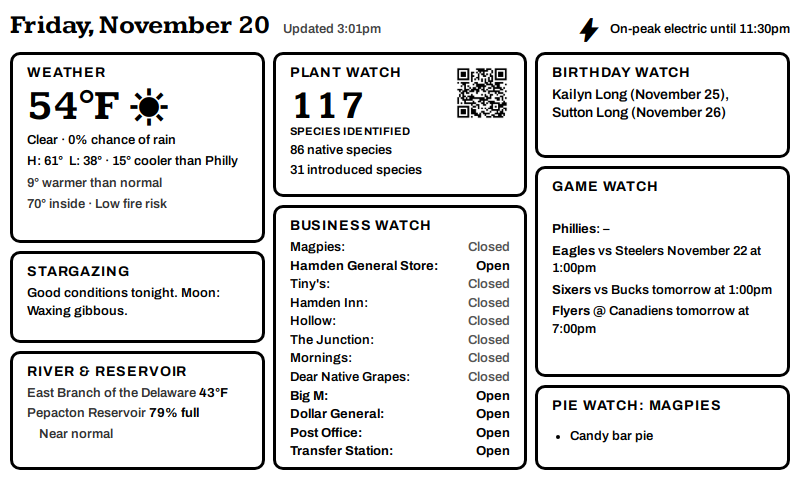 Friday, November 20 Updated 3:01pm
On-peak electric until 11:30pm
WEATHER
54°F
Clear · 0% chance of rain
H: 61° L: 38° · 15° cooler than Philly
9° warmer than normal
70° inside · Low fire risk
STARGAZING
Good conditions tonight. Moon:
Waxing gibbous.
RIVER & RESERVOIR
East Branch of the Delaware 43°F
Pepacton Reservoir 79% full
Near normal
PLANT WATCH
117
SPECIES IDENTIFIED
86 native species
31 introduced species
BUSINESS WATCH
Magpies: Closed
Hamden General Store: Open
Tiny's: Closed
Hamden Inn: Closed
Hollow: Closed
The Junction: Closed
Mornings: Closed
Dear Native Grapes: Closed
Big M: Open
Dollar General: Open
Post Office: Open
Transfer Station: Open
BIRTHDAY WATCH
Kailyn Long (November 25),
Sutton Long (November 26)
GAME WATCH
Phillies: –
Eagles vs Steelers November 22 at
1:00pm
Sixers vs Bucks tomorrow at 1:00pm
Flyers @ Canadiens tomorrow at
7:00pm
PIE WATCH: MAGPIES
• Candy bar pie